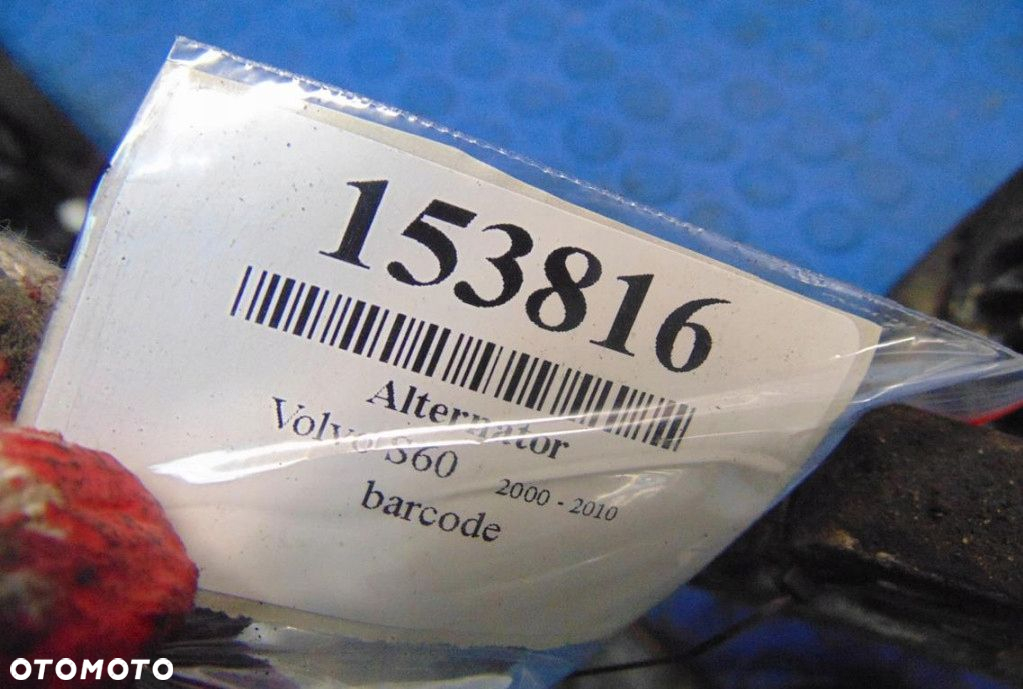 153816
Alternator
Volvo S60 2000 - 2010
barcode
OTOMOTO